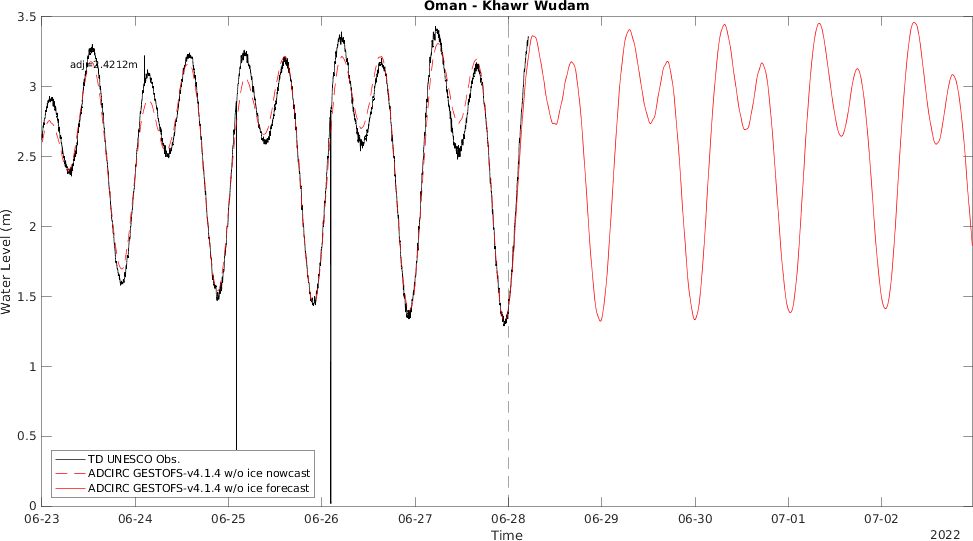 Oman - Khawr Wudam
3.5
3
2.5
2
1.5
1
0.5
0
Water Level (m)
adj=2.4212m
TD UNESCO Obs.
ADCIRC GESTOFS-v4.1.4 w/o ice nowcast
ADCIRC GESTOFS-v4.1.4 w/o ice forecast
06-23
06-24
06-25
06-26
06-27
06-28
06-29
06-30
07-01
07-02
Time
2022